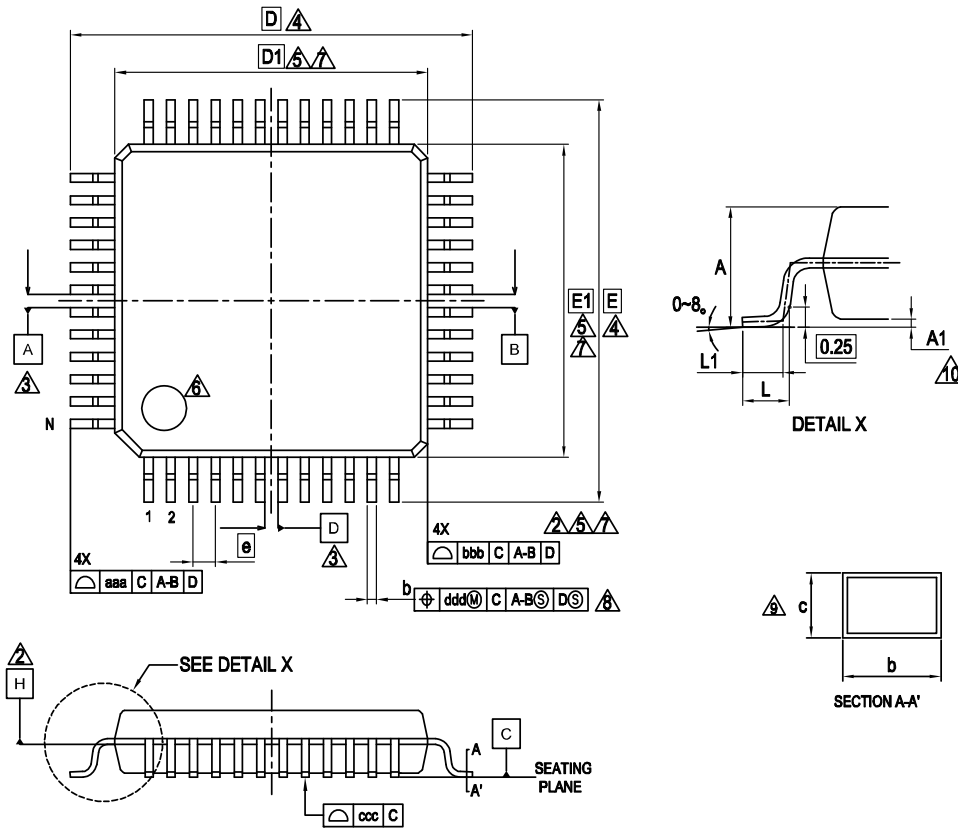 D 4
D1 5 7
E1 E
5 4
7
A
3
B
6
N
1 2
e
D
3
4X
aaa C A-B D
2 5 7
4X
bbb C A-B D
b
ddd Ⓜ C A-B Ⓢ D Ⓢ 8
A
0~8°
L1
L
0.25
A1
10
DETAIL X
9
c
b
SECTION A-A'
2
H
SEE DETAIL X
A
A'
C
SEATING
PLANE
ccc C